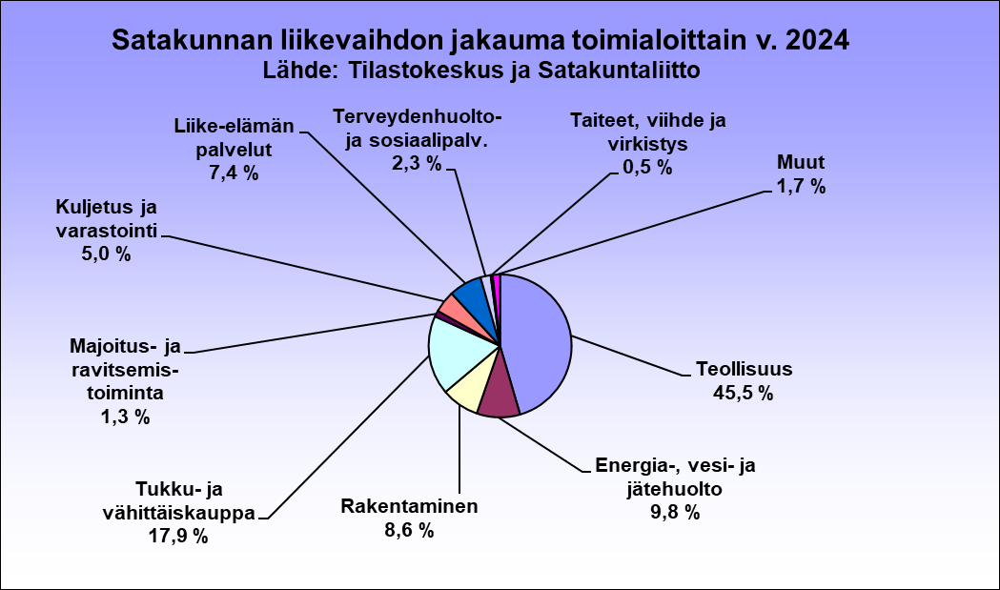 Satakunnan liikevaihdon jakauma toimialoittain v. 2024
Lähde: Tilastokeskus ja Satakuntaliitto
Terveydenhuolto-
ja sosiaalipalv.
2,3 %
Taiteet, viihde ja
virkistys
0,5 %
Liike-elämän
palvelut
7,4 %
Muut
1,7 %
Kuljetus ja
varastointi
5,0 %
Majoitus- ja
ravitsemis-
toiminta
1,3 %
Teollisuus
45,5 %
Energia-, vesi- ja
jätehuolto
9,8 %
Tukku- ja
vähittäiskauppa
17,9 %
Rakentaminen
8,6 %